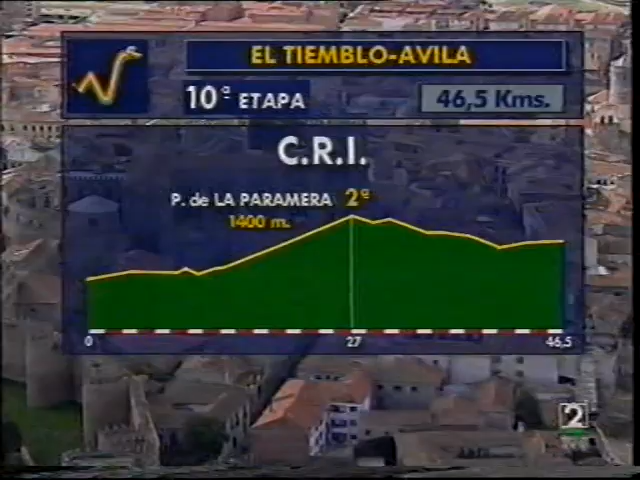 EL TIEMBLO-AVILA
10ª ETAPA
46,5 Kms.
C.R.I.
P. de LA PARAMERA 2ª
1400 m.
0
27
46,5
2